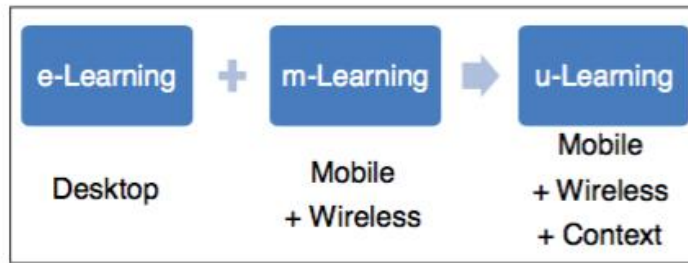 e-Learning + m-Learning u-Learning
Desktop
Mobile
+ Wireless
Mobile
+ Wireless
+ Context